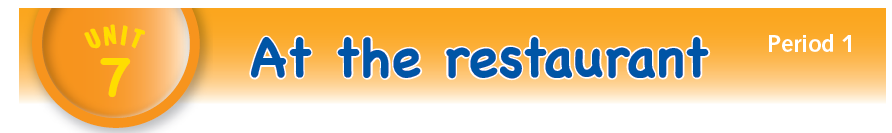 UNIT
7
At the restaurant
Period 1